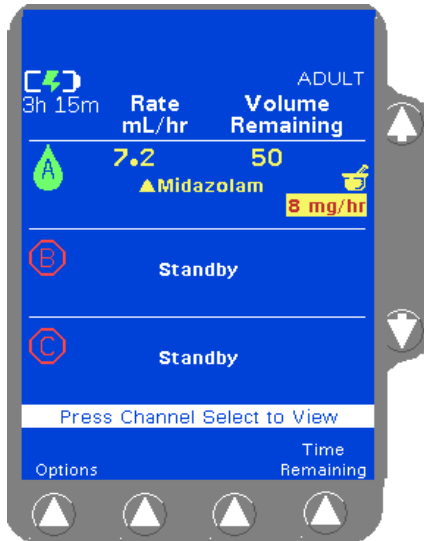 ADULT
3h 15m Rate Volume
mL/hr Remaining
A 7.2 50
Midazolam
8 mg/hr
B Standby
C Standby
Press Channel Select to View
Time
Options Remaining